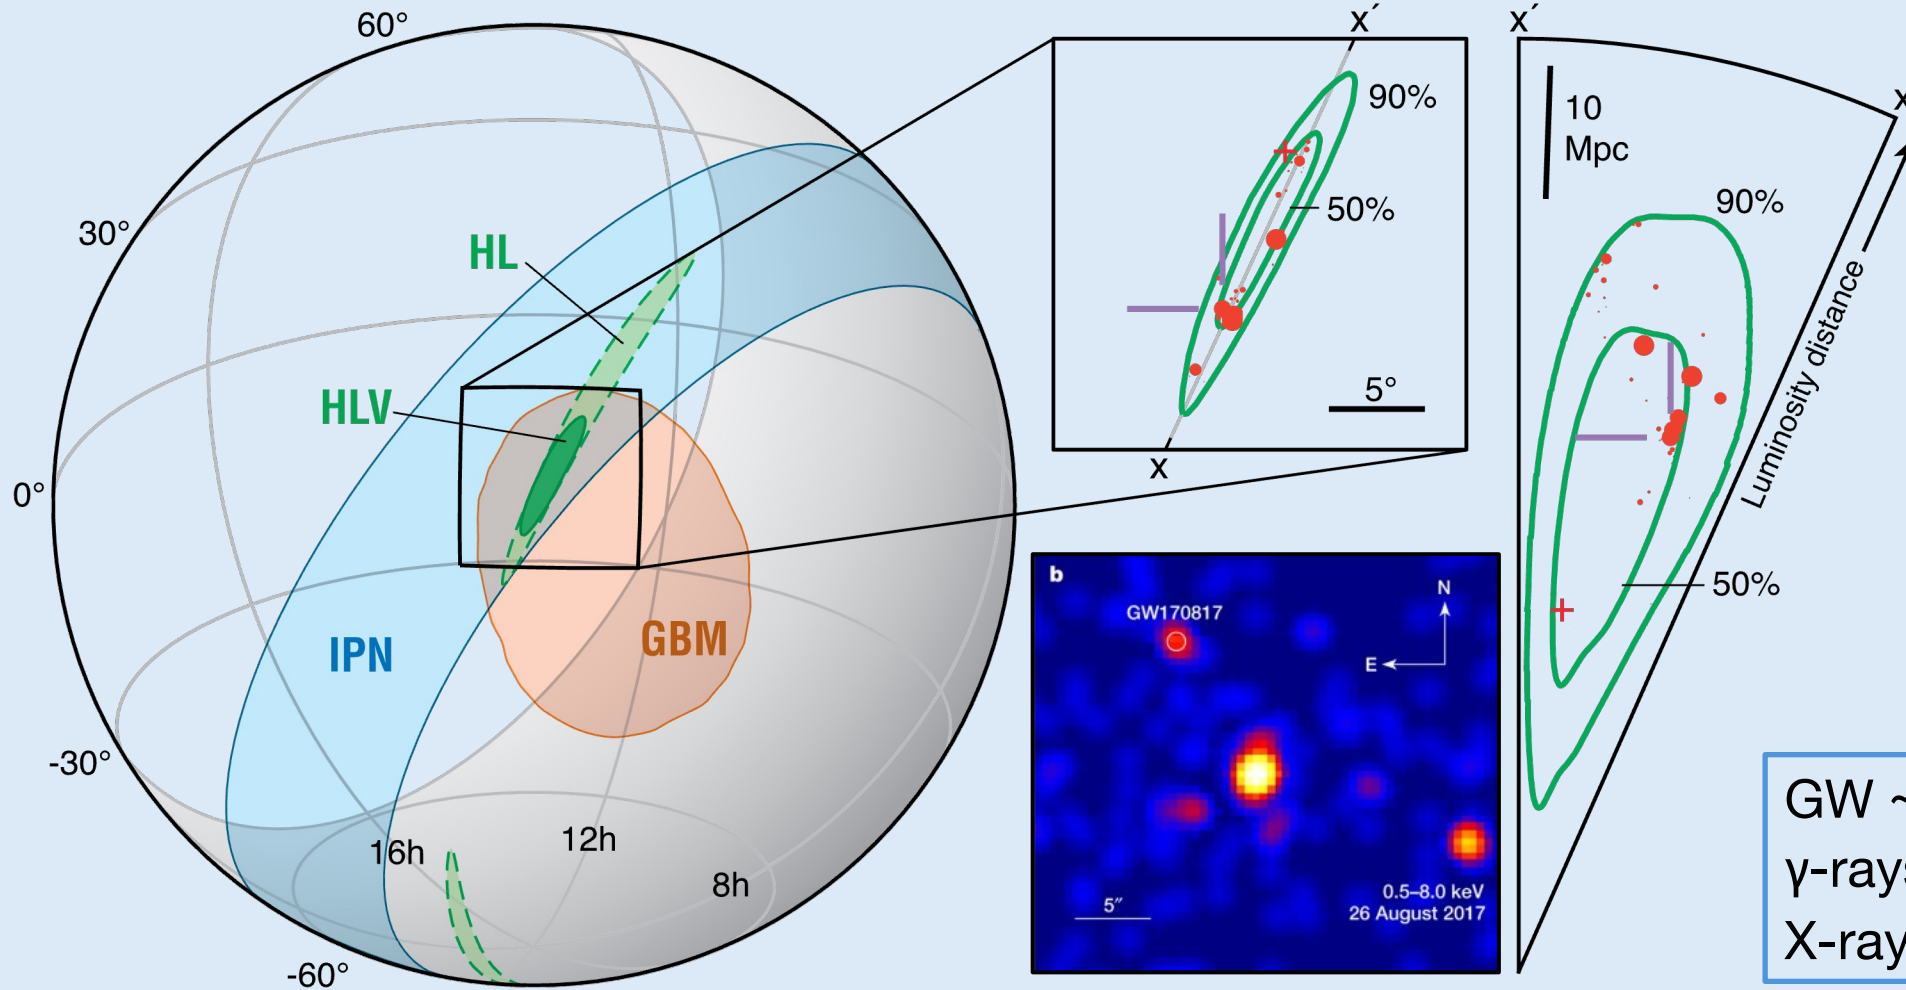 60°
30°
0°
-30°
-60°
HL
HLV
IPN
GBM
16h
12h
8h
x´
90%
50%
5°
x
b
GW170817
N
E
5″
0.5–8.0 keV
26 August 2017
x´
x
10
Mpc
90%
Luminosity distance
50%
GW ~
γ-rays
X-ray